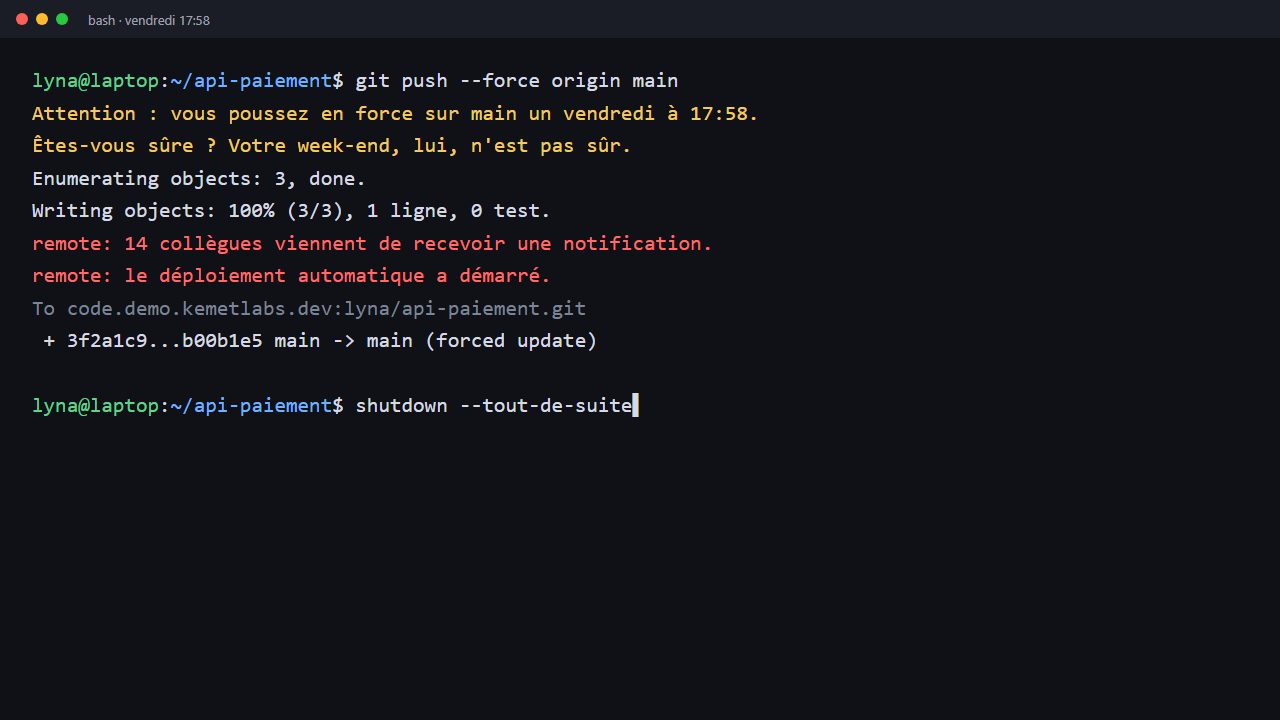 bash · vendredi 17:58
lyna@laptop:~/api-paiement$ git push --force origin main
Attention : vous poussez en force sur main un vendredi à 17:58.
Êtes-vous sûre ? Votre week-end, lui, n'est pas sûr.
Enumerating objects: 3, done.
Writing objects: 100% (3/3), 1 ligne, 0 test.
remote: 14 collègues viennent de recevoir une notification.
remote: le déploiement automatique a démarré.
To code.demo.kemetlabs.dev:lyna/api-paiement.git
+ 3f2a1c9...b00b1e5 main -> main (forced update)
lyna@laptop:~/api-paiement$ shutdown --tout-de-suite